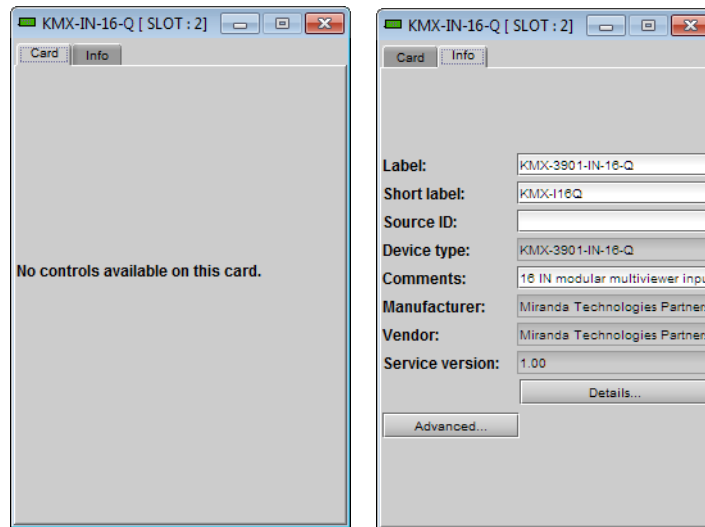 KMX-IN-16-Q [ SLOT : 2]
Card Info
No controls available on this card.
KMX-IN-16-Q [ SLOT : 2]
Card Info
Label: KMX-3901-IN-16-Q
Short label: KMX-I16Q
Source ID:
Device type: KMX-3901-IN-16-Q
Comments: 16 IN modular multiviewer inpu
Manufacturer: Miranda Technologies Partner
Vendor: Miranda Technologies Partner
Service version: 1.00
Details...
Advanced...